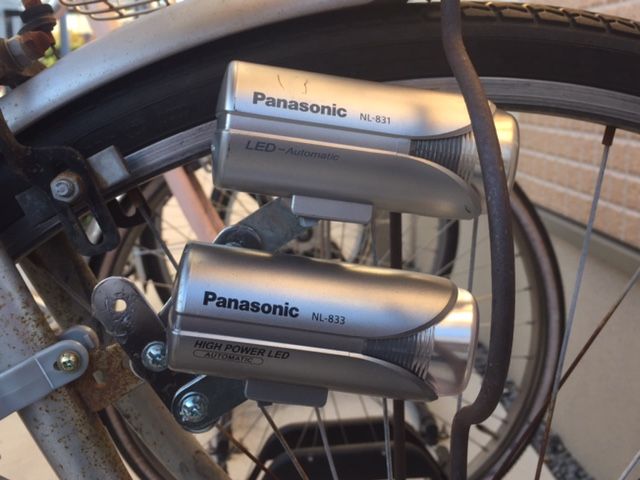 Panasonic NL-831
LED-Automatic
Panasonic NL-833
HIGH POWER LED
AUTOMATIC